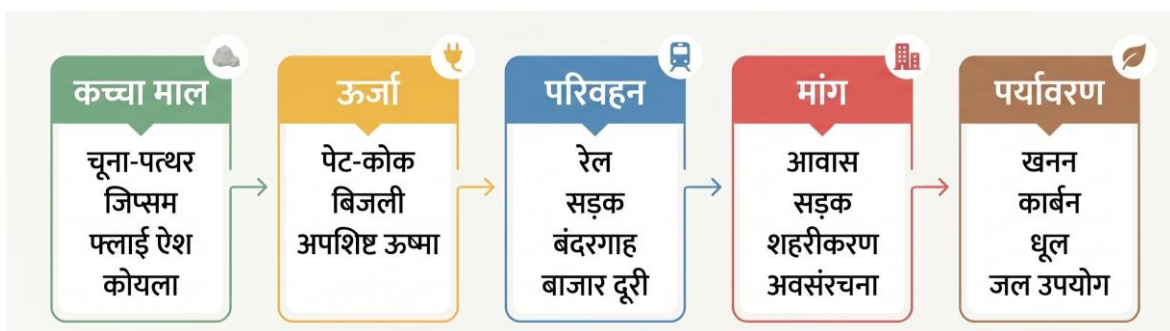 कच्चा माल
चूना-पत्थर
जिप्सम
फ्लाई ऐश
कोयला
ऊर्जा
पेट-कोक
बिजली
अपशिष्ट ऊष्मा
परिवहन
रेल
सड़क
बंदरगाह
बाजार दूरी
मांग
आवास
सड़क
शहरीकरण
अवसंरचना
पर्यावरण
खनन
कार्बन
धूल
जल उपयोग